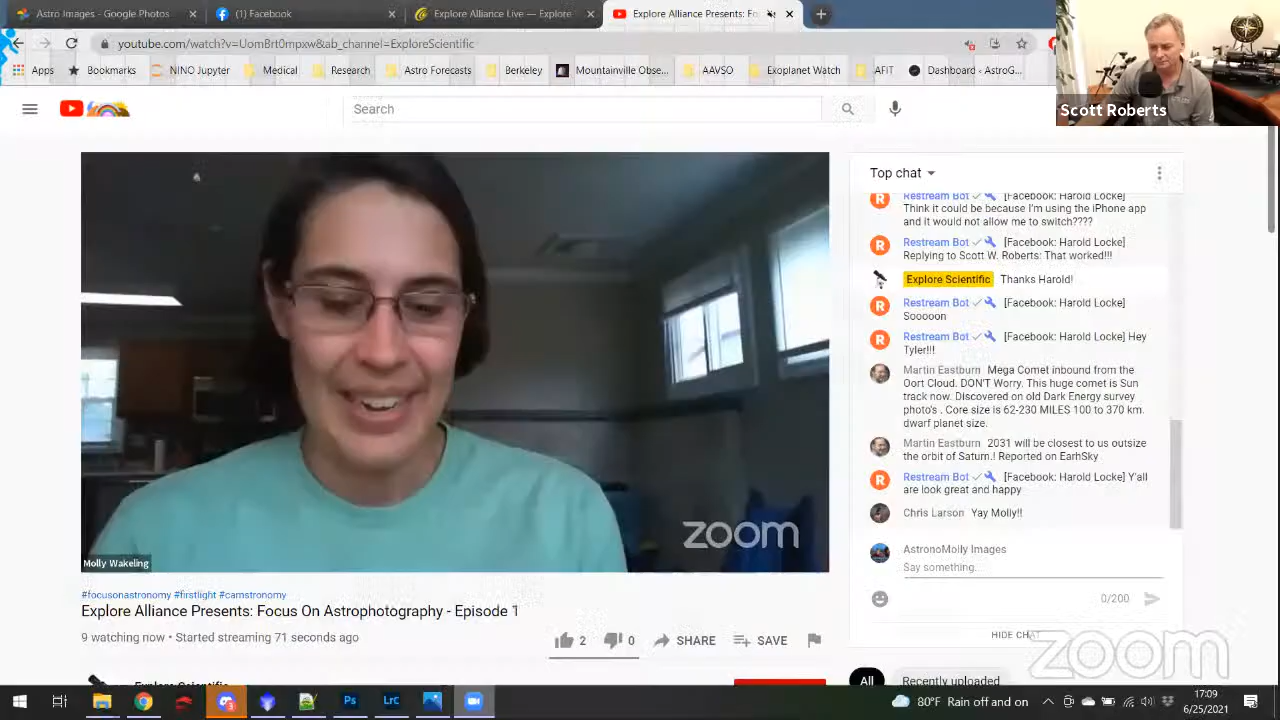 Facebook
Explore Alliance Live — Explore
Explore Alliance Presents: Fo
youtube.com/watch?v=UomBrt0mpxw&ab_channel=ExploreScientific
Apps
Bookmarks
NINO Jupyter
Medical
Research
Astro Forecast
Berkeley
Mountainville Obse...
AAVSO
Exoplanet Watch
Dashboard
AstroG...
Scott Roberts
Search
Top chat
Restream Bot [Facebook: Harold Locke]
Think it could be because I'm using the iPhone app
and it would not allow me to switch????
Restream Bot [Facebook: Harold Locke]
Replying to Scott W. Roberts: That worked!!!
Explore Scientific Thanks Harold!
Restream Bot [Facebook: Harold Locke]
Sooooon
Restream Bot [Facebook: Harold Locke] Hey
Tyler!!!
Martin Eastburn Mega Comet inbound from the
Oort Cloud. DON'T Worry. This huge comet is Sun
track now. Discovered on old Dark Energy survey
photo's . Core size is 62-230 MILES 100 to 370 km.
dwarf planet size.
Martin Eastburn 2031 will be closest to us outsize
the orbit of Saturn.! Reported on EarhSky
Restream Bot [Facebook: Harold Locke] Y'all
are look great and happy
Chris Larson Yay Molly!!
AstronoMolly Images
Say something...
0/200
HIDE CHAT
zoom
Molly Wakeling
#focusonastronomy #firstlight #camstronomy
Explore Alliance Presents: Focus On Astrophotography - Episode 1
9 watching now • Started streaming 71 seconds ago
2
0
SHARE
SAVE
zoom
Explore Scientific
All
Recently uploaded
Ps
Lrc
80°F Rain off and on
17:09
6/25/2021